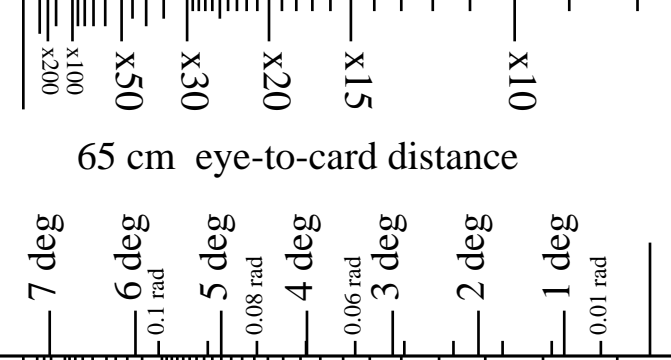 x200
x100
x50
x30
x20
x15
x10
65 cm eye-to-card distance
7 deg
6 deg
0.1 rad
5 deg
0.08 rad
4 deg
0.06 rad
3 deg
2 deg
1 deg
0.01 rad